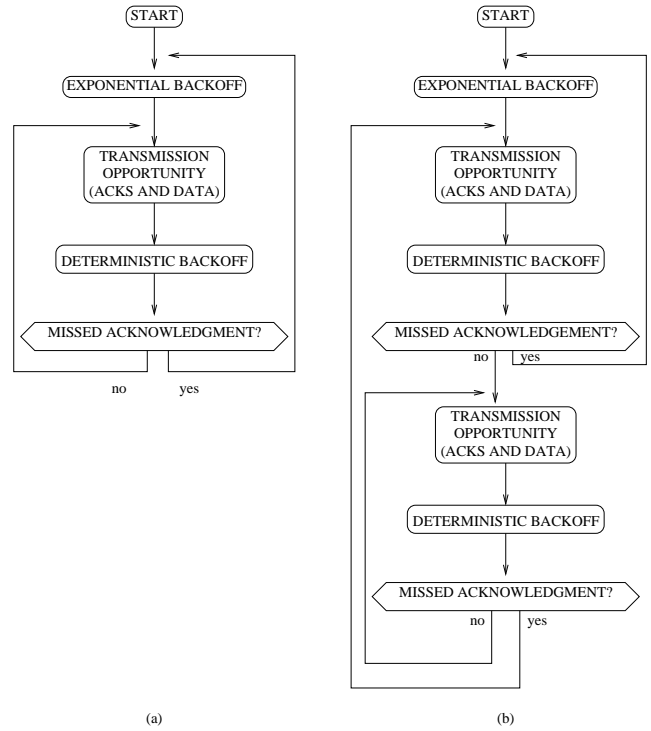 START
EXPONENTIAL BACKOFF
TRANSMISSION
OPPORTUNITY
(ACKS AND DATA)
DETERMINISTIC BACKOFF
MISSED ACKNOWLEDGMENT?
no yes
(a)
START
EXPONENTIAL BACKOFF
TRANSMISSION
OPPORTUNITY
(ACKS AND DATA)
DETERMINISTIC BACKOFF
MISSED ACKNOWLEDGEMENT?
no yes
TRANSMISSION
OPPORTUNITY
(ACKS AND DATA)
DETERMINISTIC BACKOFF
MISSED ACKNOWLEDGMENT?
no yes
(b)